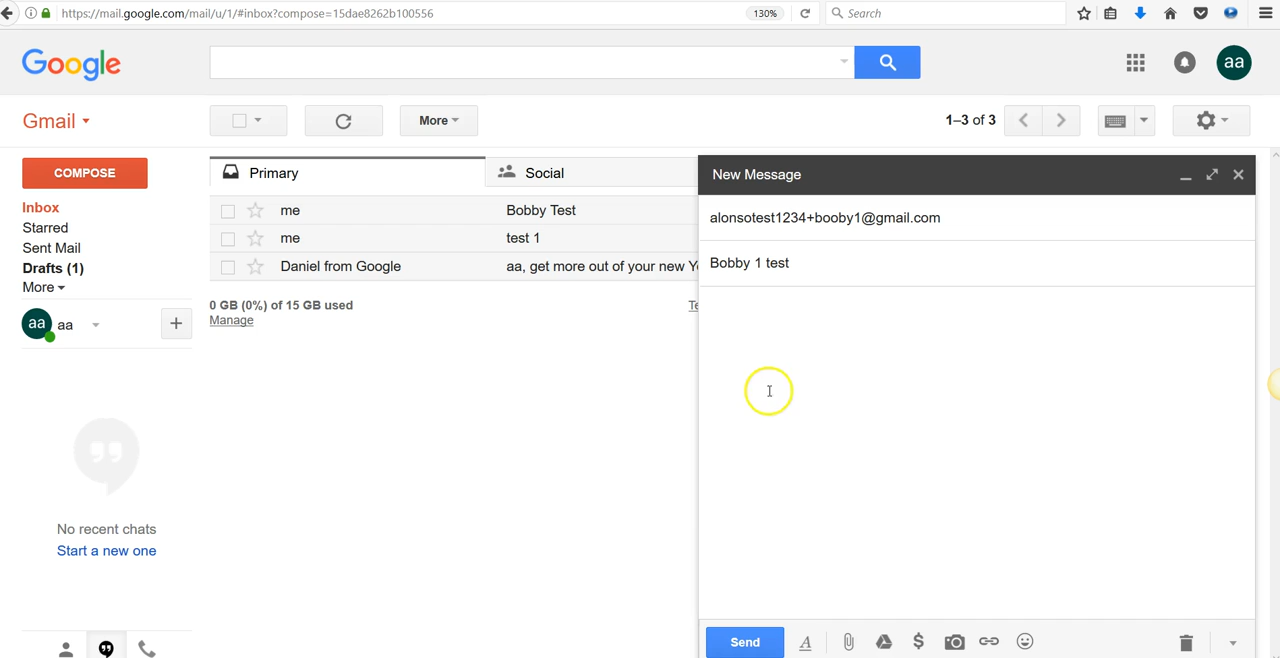 https://mail.google.com/mail/u/1/#inbox?compose=15dae8262b100556
130%
Search
Google
aa
Gmail
More
1–3 of 3
COMPOSE
Inbox
Starred
Sent Mail
Drafts (1)
More
aa
aa
No recent chats
Start a new one
Primary
Social
me Bobby Test
me test 1
Daniel from Google aa, get more out of your new
0 GB (0%) of 15 GB used
Manage
New Message
alonsotest1234+booby1@gmail.com
Bobby 1 test
Send